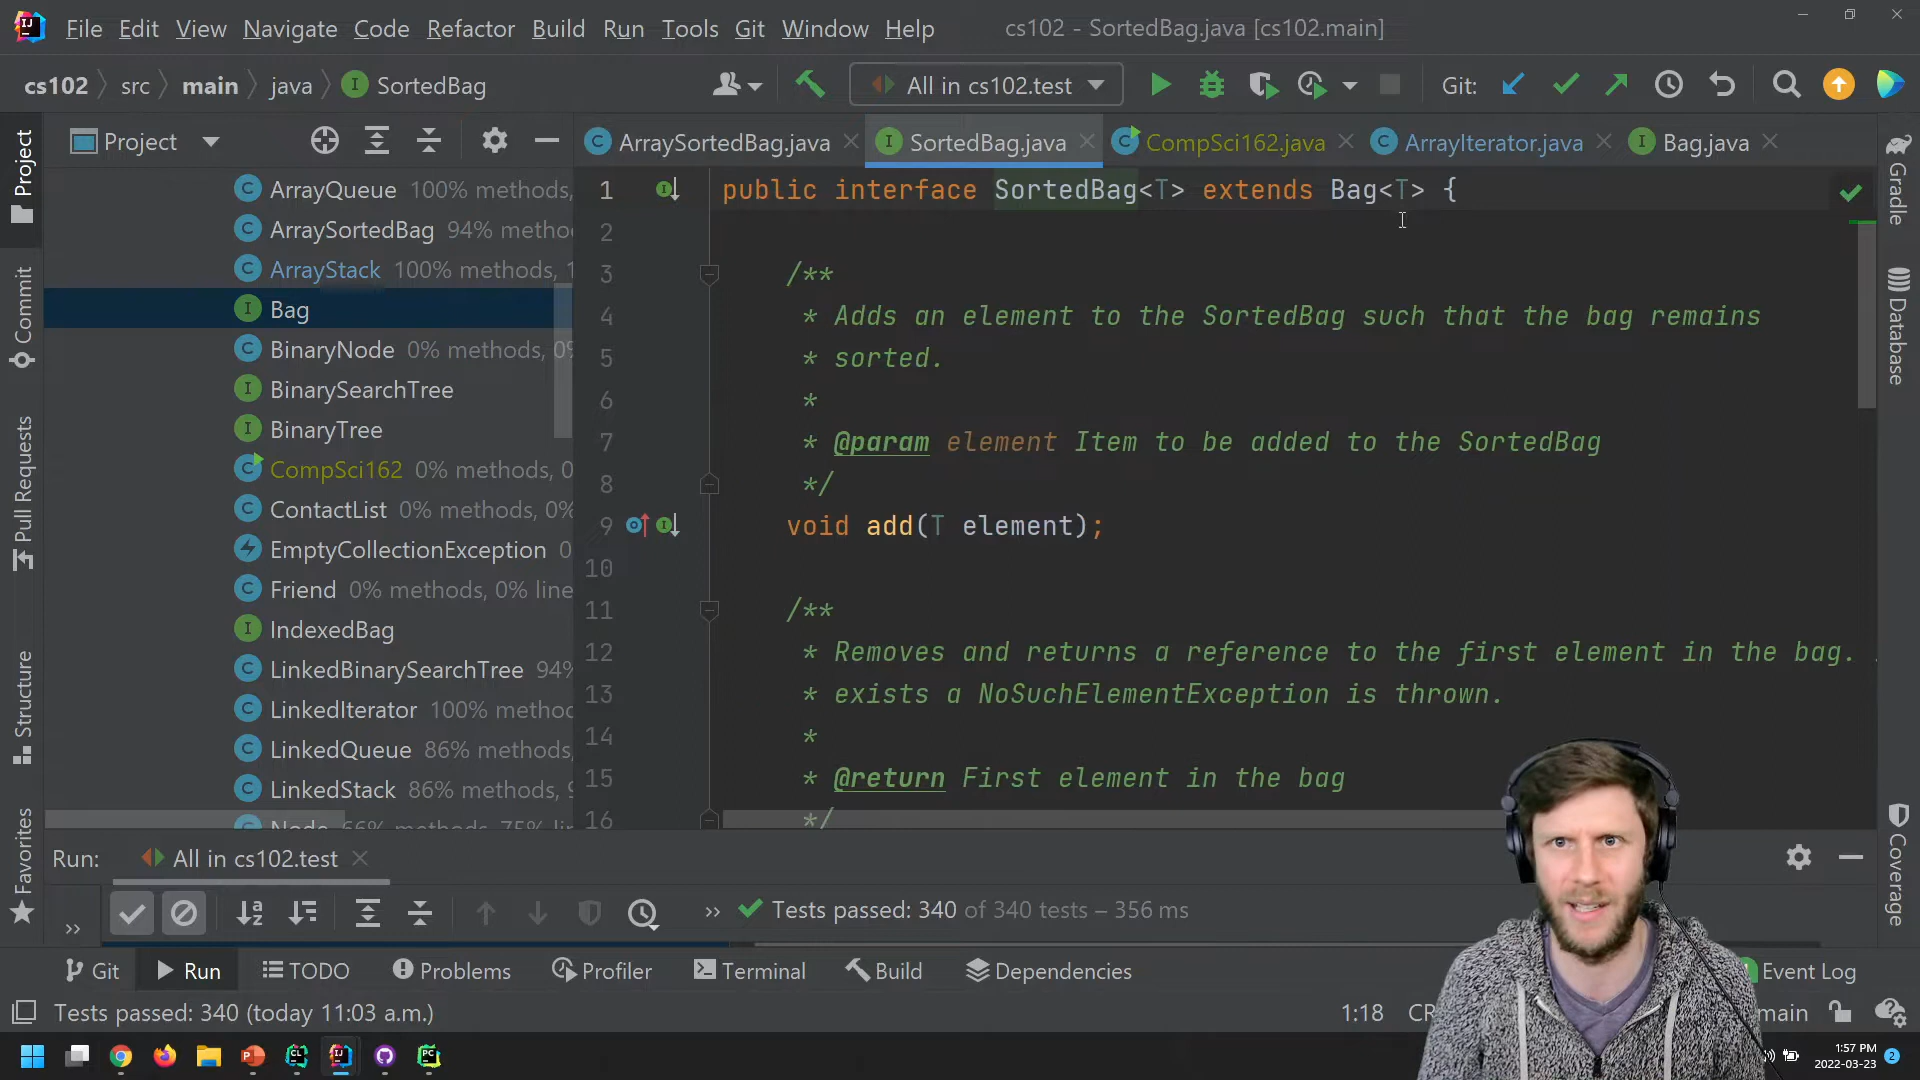 File Edit View Navigate Code Refactor Build Run Tools Git Window Help cs102 - SortedBag.java [cs102.main]
cs102 src main java SortedBag All in cs102.test Git:
Project
ArraySortedBag.java SortedBag.java CompSci162.java ArrayIterator.java Bag.java
ArrayQueue 100% methods,
ArraySortedBag 94% metho
ArrayStack 100% methods, 1
Bag
BinaryNode 0% methods, 0%
BinarySearchTree
BinaryTree
CompSci162 0% methods, 0
ContactList 0% methods, 0%
EmptyCollectionException 0
Friend 0% methods, 0% line
IndexedBag
LinkedBinarySearchTree 94%
LinkedIterator 100% method
LinkedQueue 86% methods,
LinkedStack 86% methods, 9
Node 66% methods, 75% li
1 public interface SortedBag<T> extends Bag<T> {
2
3 /**
4 * Adds an element to the SortedBag such that the bag remains
5 * sorted.
6 *
7 * @param element Item to be added to the SortedBag
8 */
9 void add(T element);
10
11 /**
12 * Removes and returns a reference to the first element in the bag.
13 * exists a NoSuchElementException is thrown.
14 *
15 * @return First element in the bag
16 */
Project
Commit
Pull Requests
Structure
Favorites
Gradle
Database
Coverage
Run: All in cs102.test
Tests passed: 340 of 340 tests – 356 ms
Git Run TODO Problems Profiler Terminal Build Dependencies Event Log
Tests passed: 340 (today 11:03 a.m.) 1:18 CR main
1:57 PM
2022-03-23
2